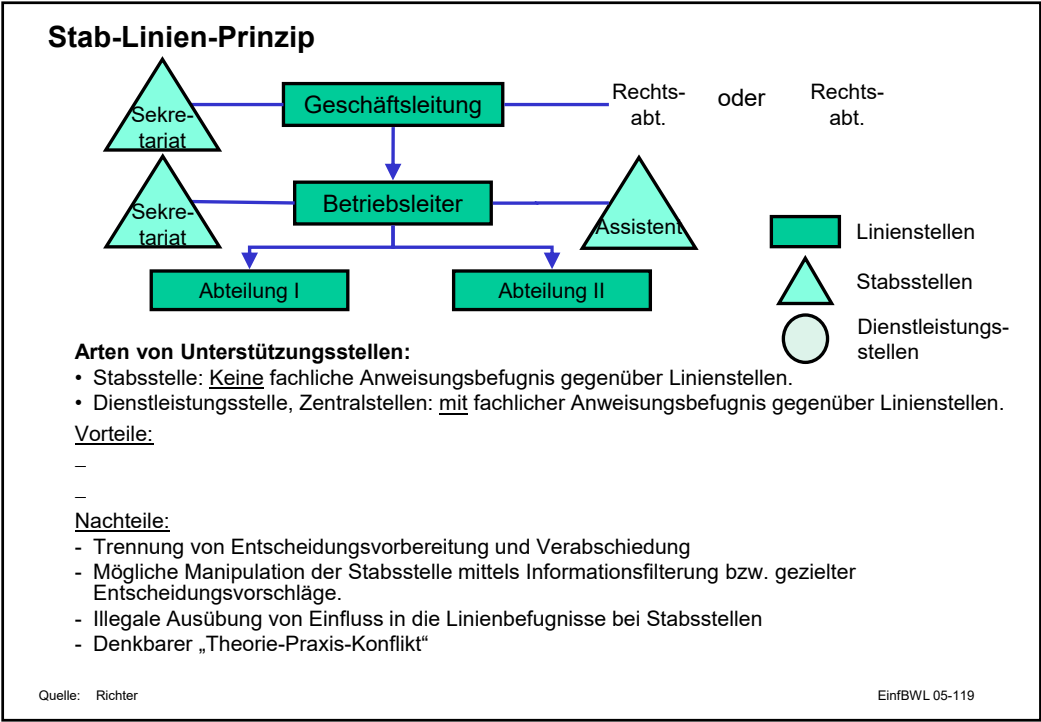 Stab-Linien-Prinzip
Sekre-
tariat
Geschäftsleitung
Rechts-
abt.
oder
Rechts-
abt.
Sekre-
tariat
Betriebsleiter
Assistent
Abteilung I
Abteilung II
Linienstellen
Stabsstellen
Dienstleistungs-
stellen
Arten von Unterstützungsstellen:
• Stabsstelle: Keine fachliche Anweisungsbefugnis gegenüber Linienstellen.
• Dienstleistungsstelle, Zentralstellen: mit fachlicher Anweisungsbefugnis gegenüber Linienstellen.
Vorteile:
–
–
Nachteile:
- Trennung von Entscheidungsvorbereitung und Verabschiedung
- Mögliche Manipulation der Stabsstelle mittels Informationsfilterung bzw. gezielter
Entscheidungsvorschläge.
- Illegale Ausübung von Einfluss in die Linienbefugnisse bei Stabsstellen
- Denkbarer „Theorie-Praxis-Konflikt“
Quelle: Richter
EinfBWL 05-119